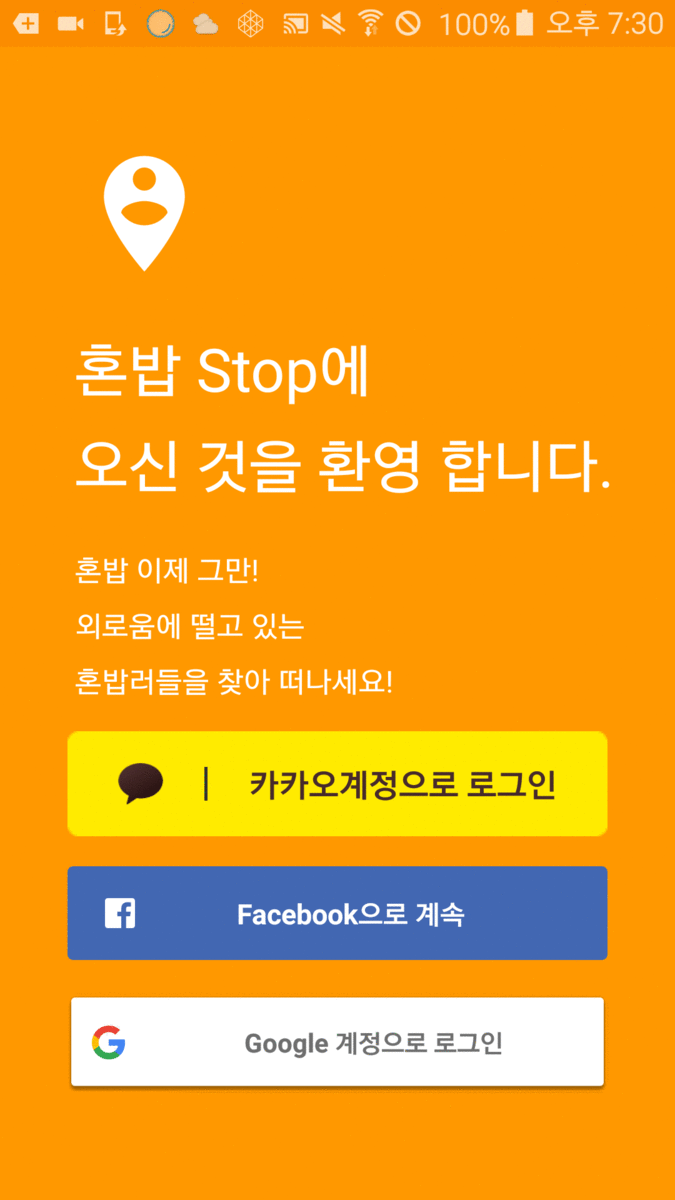 100% 오후 7:30
혼밥 Stop에
오신 것을 환영 합니다.
혼밥 이제 그만!
외로움에 떨고 있는
혼밥러들을 찾아 떠나세요!
카카오계정으로 로그인
Facebook으로 계속
Google 계정으로 로그인